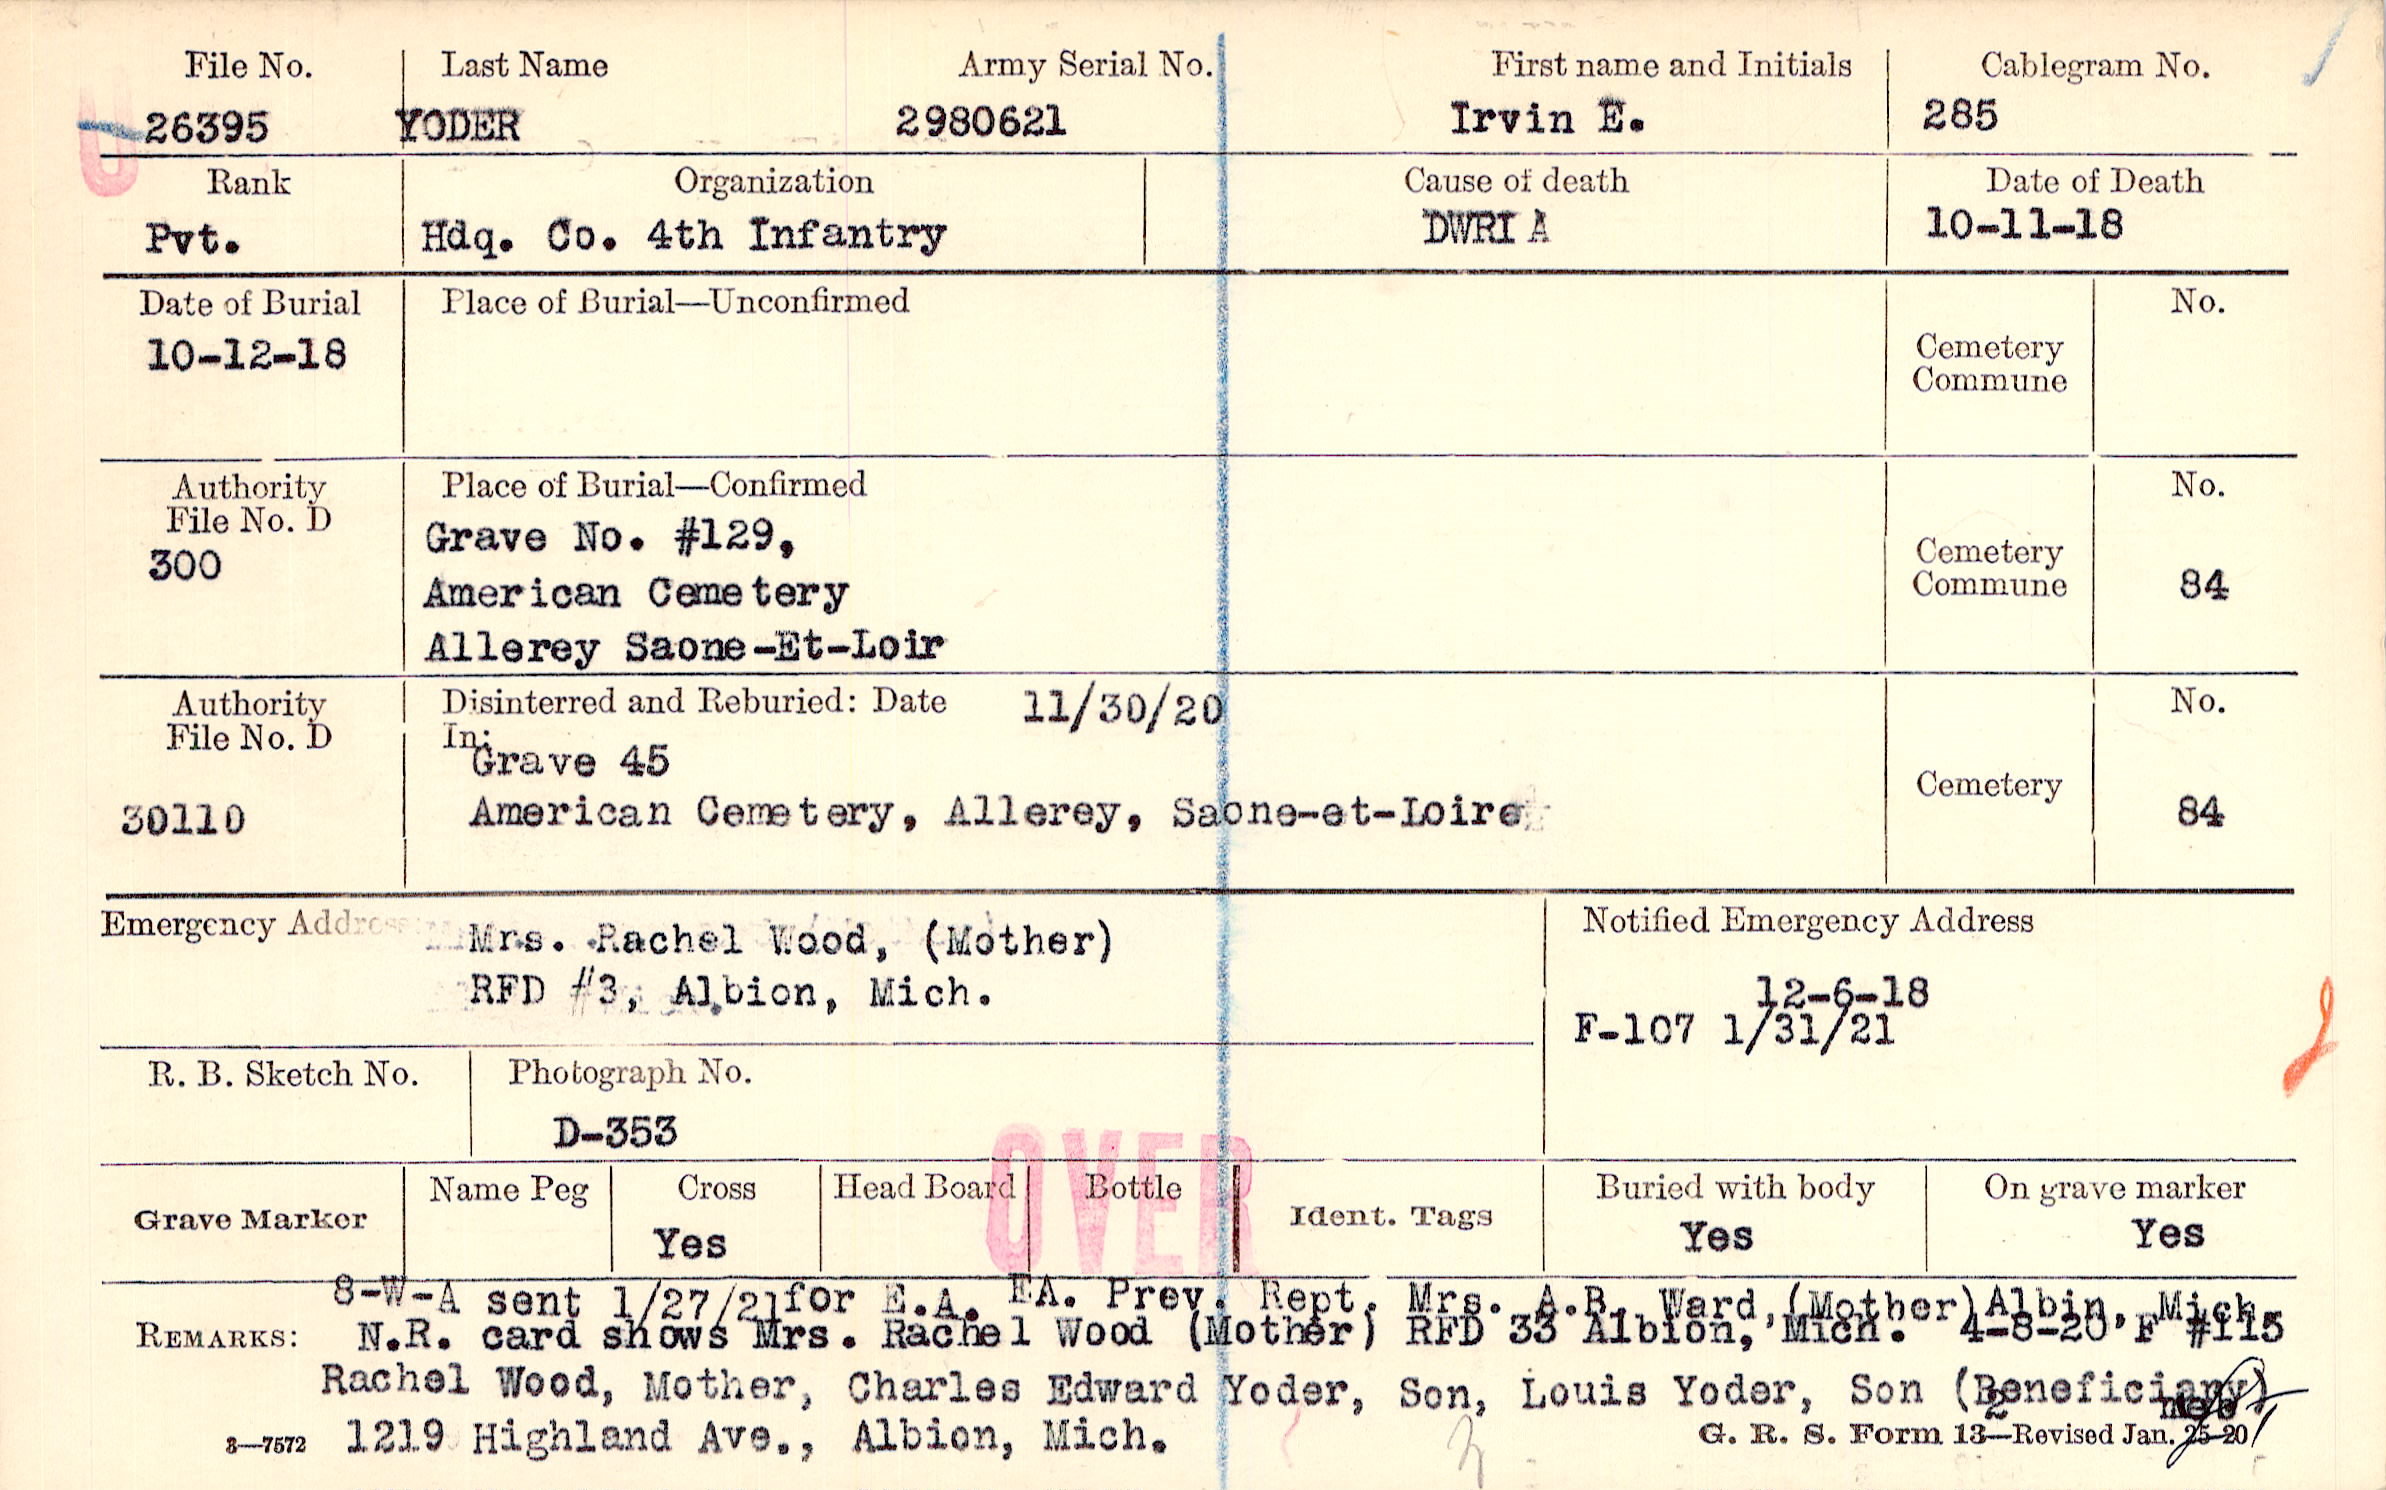 File No. Last Name Army Serial No. First name and Initials Cablegram No.
26395 YODER 2980621 Irvin E. 285
Rank Organization Cause of death Date of Death
Pvt. Hdq. Co. 4th Infantry DWRI A 10-11-18
Date of Burial Place of Burial—Unconfirmed No.
10-12-18
Cemetery
Commune
Authority Place of Burial—Confirmed No.
File No. D
300
Grave No. #129,
American Cemetery
Allerey Saone-Et-Loir
Cemetery
Commune 84
Authority Disinterred and Reburied: Date 11/30/20 No.
File No. D In:
Grave 45
30110 American Cemetery, Allerey, Saone-et-Loire
Cemetery 84
Emergency Address Mrs. Rachel Wood, (Mother)
RFD #3, Albion, Mich.
Notified Emergency Address
12-6-18
F-107 1/31/21
R. B. Sketch No. Photograph No.
D-353
OVER
Grave Marker Name Peg Cross Head Board Bottle Ident. Tags Buried with body On grave marker
Yes Yes Yes
8-W-A sent 1/27/21 for E.A. EA. Prev. Rept. Mrs. A.B. Ward, (Mother) Albin, Mich.
REMARKS: N.R. card shows Mrs. Rachel Wood (Mother) RFD 33 Albion, Mich. 4-8-20 F #115
Rachel Wood, Mother, Charles Edward Yoder, Son, Louis Yoder, Son (Beneficiary)
3—7572 1219 Highland Ave., Albion, Mich. G. R. S. Form 13—Revised Jan. 25-20